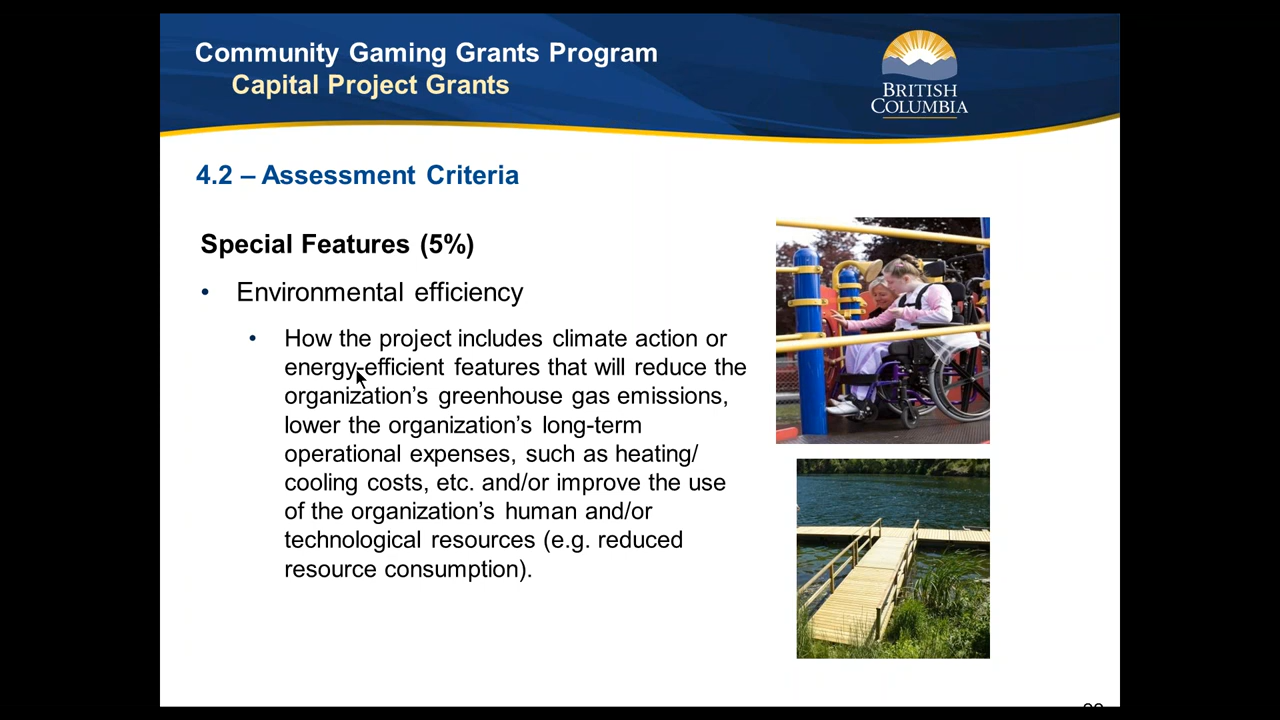 Community Gaming Grants Program
Capital Project Grants
BRITISH
COLUMBIA
4.2 – Assessment Criteria
Special Features (5%)
• Environmental efficiency
• How the project includes climate action or
energy-efficient features that will reduce the
organization’s greenhouse gas emissions,
lower the organization’s long-term
operational expenses, such as heating/
cooling costs, etc. and/or improve the use
of the organization’s human and/or
technological resources (e.g. reduced
resource consumption).